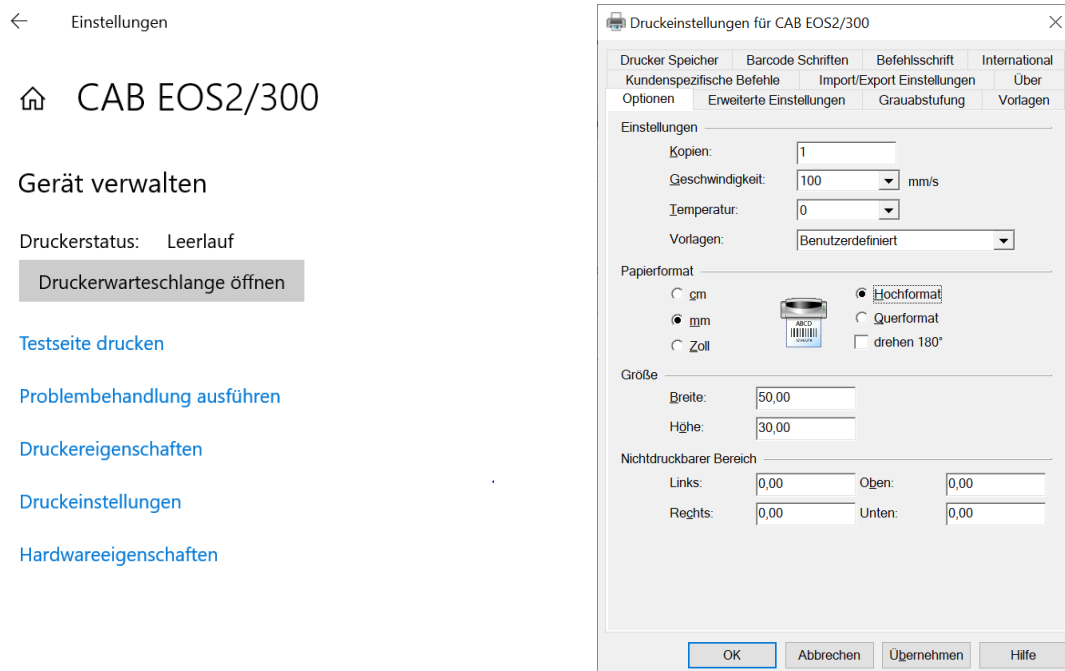 Einstellungen
CAB EOS2/300
Gerät verwalten
Druckerstatus: Leerlauf
Druckerwarteschlange öffnen
Testseite drucken
Problembehandlung ausführen
Druckereigenschaften
Druckeinstellungen
Hardwareeigenschaften
Druckeinstellungen für CAB EOS2/300
Drucker Speicher Barcode Schriften Befehlsschrift International
Kundenspezifische Befehle Import/Export Einstellungen Über
Optionen Erweiterte Einstellungen Grauabstufung Vorlagen
Einstellungen
Kopien: 1
Geschwindigkeit: 100 mm/s
Temperatur: 0
Vorlagen: Benutzerdefiniert
Papierformat
cm Hochformat
mm ABCD Querformat
Zoll drehen 180°
Größe
Breite: 50,00
Höhe: 30,00
Nichtdruckbarer Bereich
Links: 0,00 Oben: 0,00
Rechts: 0,00 Unten: 0,00
OK Abbrechen Übernehmen Hilfe